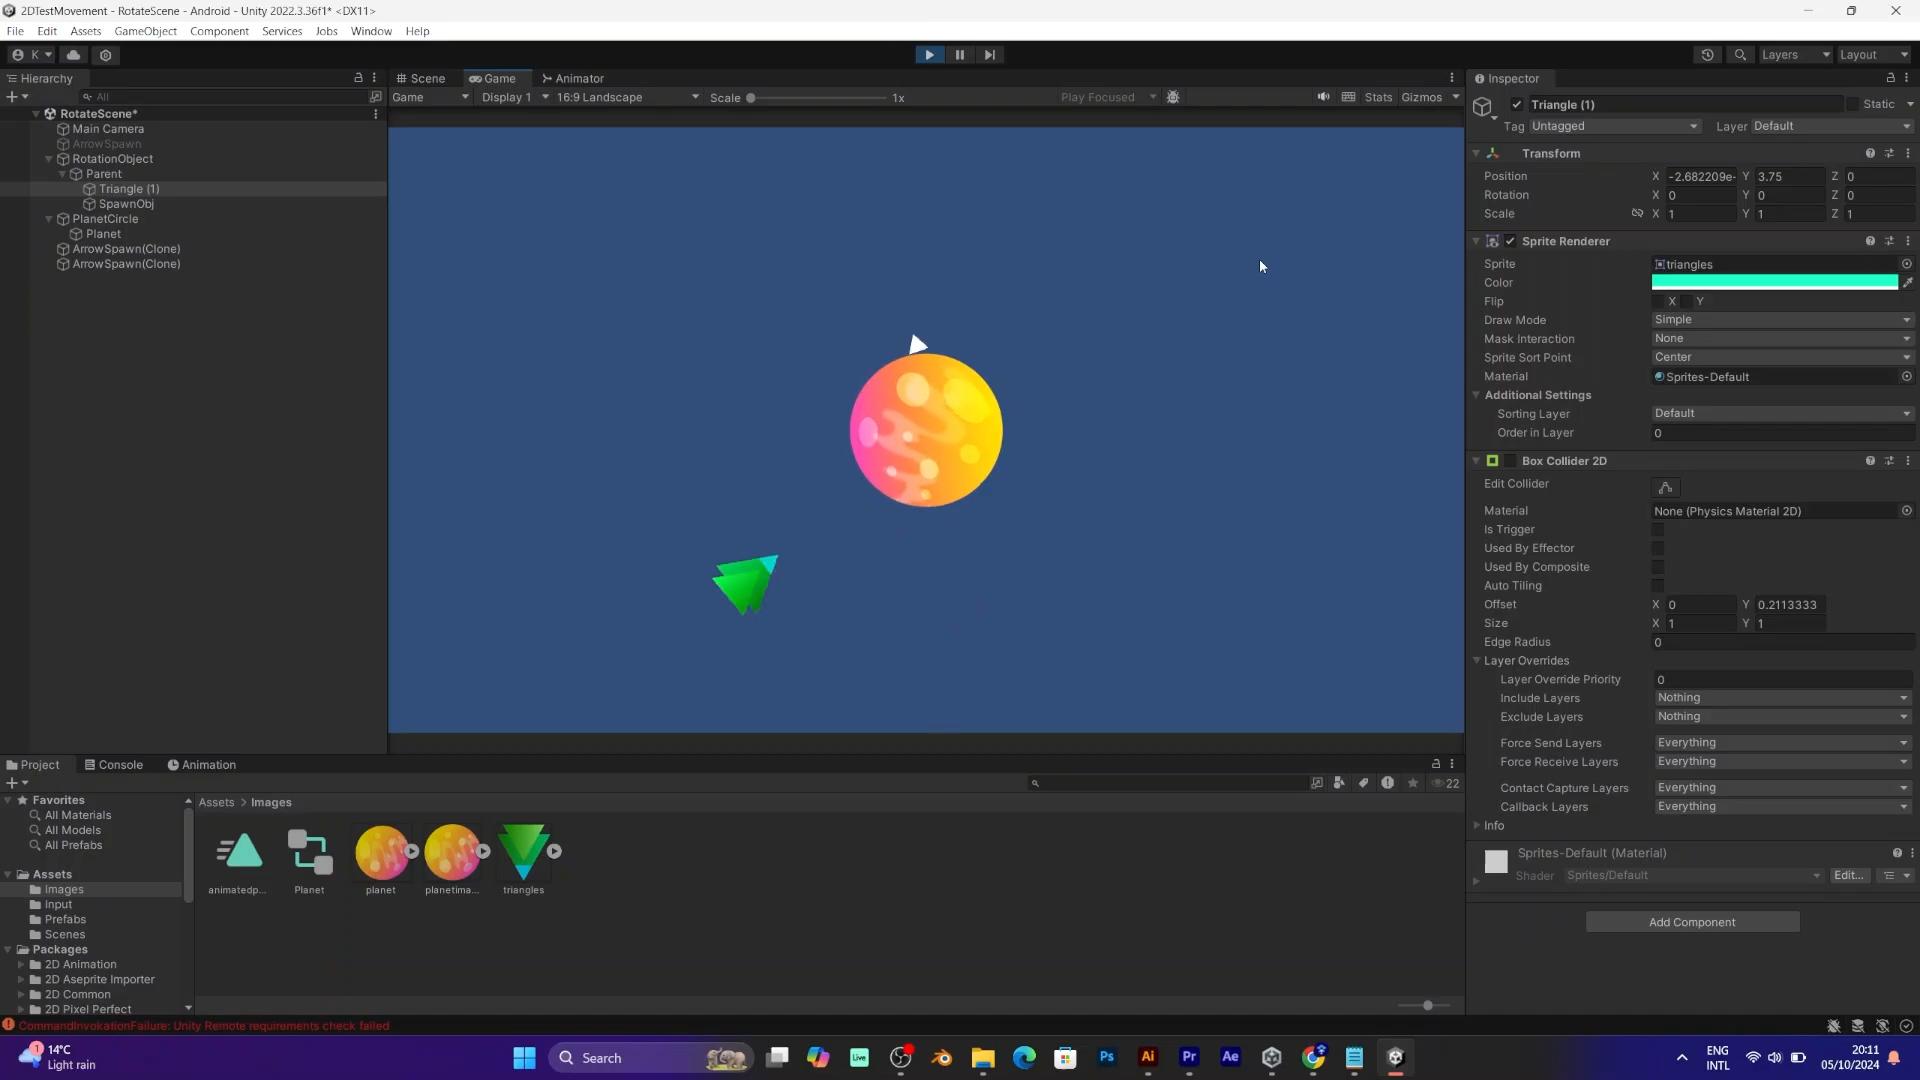 2DTestMovement - RotateScene - Android - Unity 2022.3.36f1* <DX11>
File Edit Assets GameObject Component Services Jobs Window Help
K Layers Layout
Hierarchy
All
RotateScene*
Main Camera
ArrowSpawn
RotationObject
Parent
Triangle (1)
SpawnObj
PlanetCircle
Planet
ArrowSpawn(Clone)
ArrowSpawn(Clone)
Scene Game Animator
Game Display 1 16:9 Landscape Scale 1x Play Focused Stats Gizmos
Inspector
Triangle (1) Static
Tag Untagged Layer Default
Transform
Position X -2.682209e- Y 3.75 Z 0
Rotation X 0 Y 0 Z 0
Scale X 1 Y 1 Z 1
Sprite Renderer
Sprite triangles
Color
Flip X Y
Draw Mode Simple
Mask Interaction None
Sprite Sort Point Center
Material Sprites-Default
Additional Settings
Sorting Layer Default
Order in Layer 0
Box Collider 2D
Edit Collider
Material None (Physics Material 2D)
Is Trigger
Used By Effector
Used By Composite
Auto Tiling
Offset X 0 Y 0.2113333
Size X 1 Y 1
Edge Radius 0
Layer Overrides
Layer Override Priority 0
Include Layers Nothing
Exclude Layers Nothing
Force Send Layers Everything
Force Receive Layers Everything
Contact Capture Layers Everything
Callback Layers Everything
Info
Sprites-Default (Material)
Shader Sprites/Default Edit...
Add Component
Project Console Animation
22
Favorites
All Materials
All Models
All Prefabs
Assets
Images
Input
Prefabs
Scenes
Packages
2D Animation
2D Aseprite Importer
2D Common
2D Pixel Perfect
Assets > Images
animatedp... Planet planet planetima... triangles
CommandInvokationFailure: Unity Remote requirements check failed
1 14°C
Light rain
Search
Live Ps Ai Pr Ae
ENG
INTL
20:11
05/10/2024